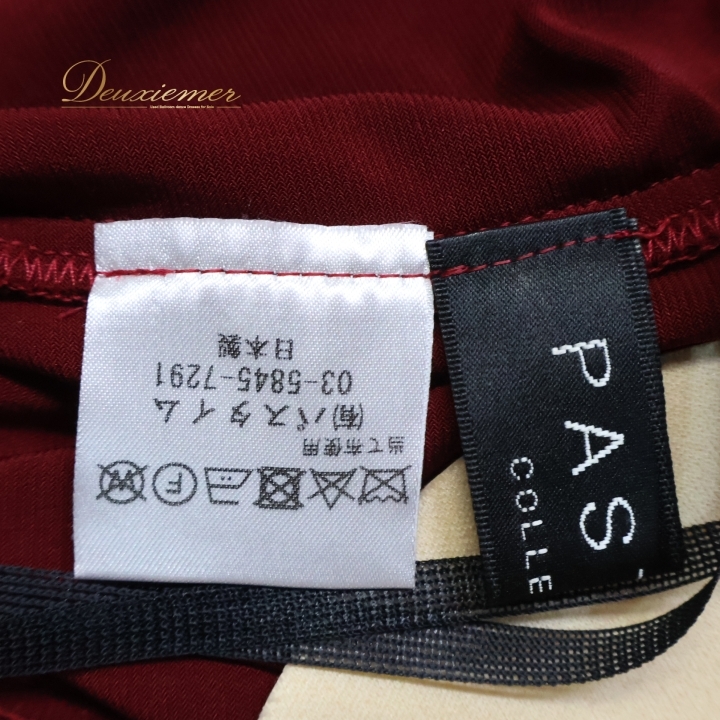 Deuxiemer
当て布使用
(有)パスタイム
03-5845-7291
日本製
PAS
COLLE